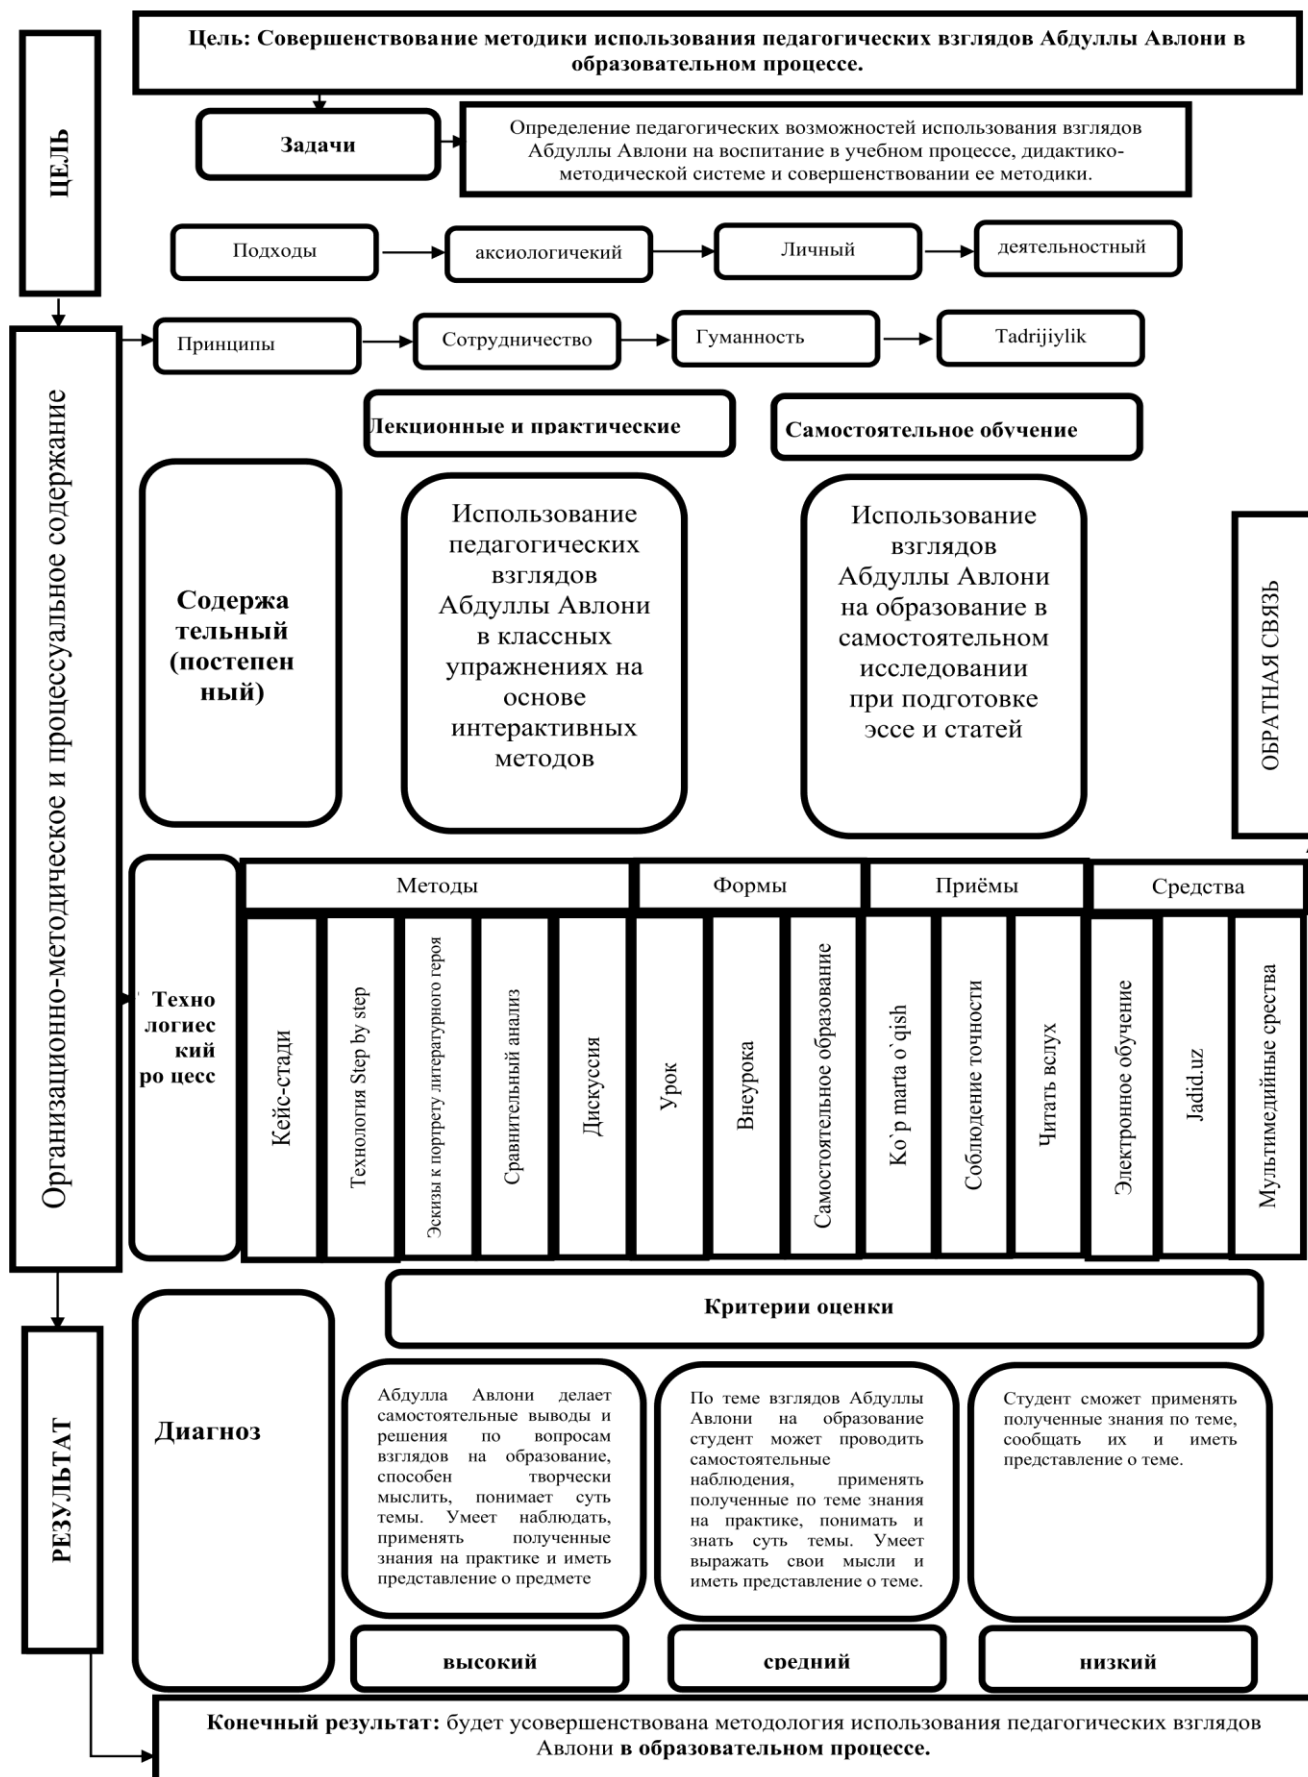 Цель: Совершенствование методики использования педагогических взглядов Абдуллы Авлони в
образовательном процессе.
ЦЕЛЬ
Задачи
Определение педагогических возможностей использования взглядов
Абдуллы Авлони на воспитание в учебном процессе, дидактико-
методической системе и совершенствовании ее методики.
Подходы
аксиологичекий
Личный
деятельностный
Организационно-методическое и процессуальное содержание
Принципы
Сотрудничество
Гуманность
Tadrijiylik
Лекционные и практические
Самостоятельное обучение
Содержа
тельный
(постепен
ный)
Использование
педагогических
взглядов
Абдуллы Авлони
в классных
упражнениях на
основе
интерактивных
методов
Использование
взглядов
Абдуллы Авлони
на образование в
самостоятельном
исследовании
при подготовке
эссе и статей
ОБРАТНАЯ СВЯЗЬ
Техно
логиес
кий
ро цесс
Методы
Формы
Приёмы
Средства
Кейс-стади
Технология Step by step
Эскизы к портрету литературного героя
Сравнительный анализ
Дискуссия
Урок
Внеурока
Самостоятельное образование
Ko`p marta o`qish
Соблюдение точности
Читать вслух
Электронное обучение
Jadid.uz
Мультимедийные срества
РЕЗУЛЬТАТ
Диагноз
Критерии оценки
Абдулла Авлони делает
самостоятельные выводы и
решения по вопросам
взглядов на образование,
способен творчески
мыслить, понимает суть
темы. Умеет наблюдать,
применять полученные
знания на практике и иметь
представление о предмете
По теме взглядов Абдуллы
Авлони на образование
студент может проводить
самостоятельные
наблюдения, применять
полученные по теме знания
на практике, понимать и
знать суть темы. Умеет
выражать свои мысли и
иметь представление о теме.
Студент сможет применять
полученные знания по теме,
сообщать их и иметь
представление о теме.
высокий
средний
низкий
Конечный результат: будет усовершенствована методология использования педагогических взглядов
Авлони в образовательном процессе.